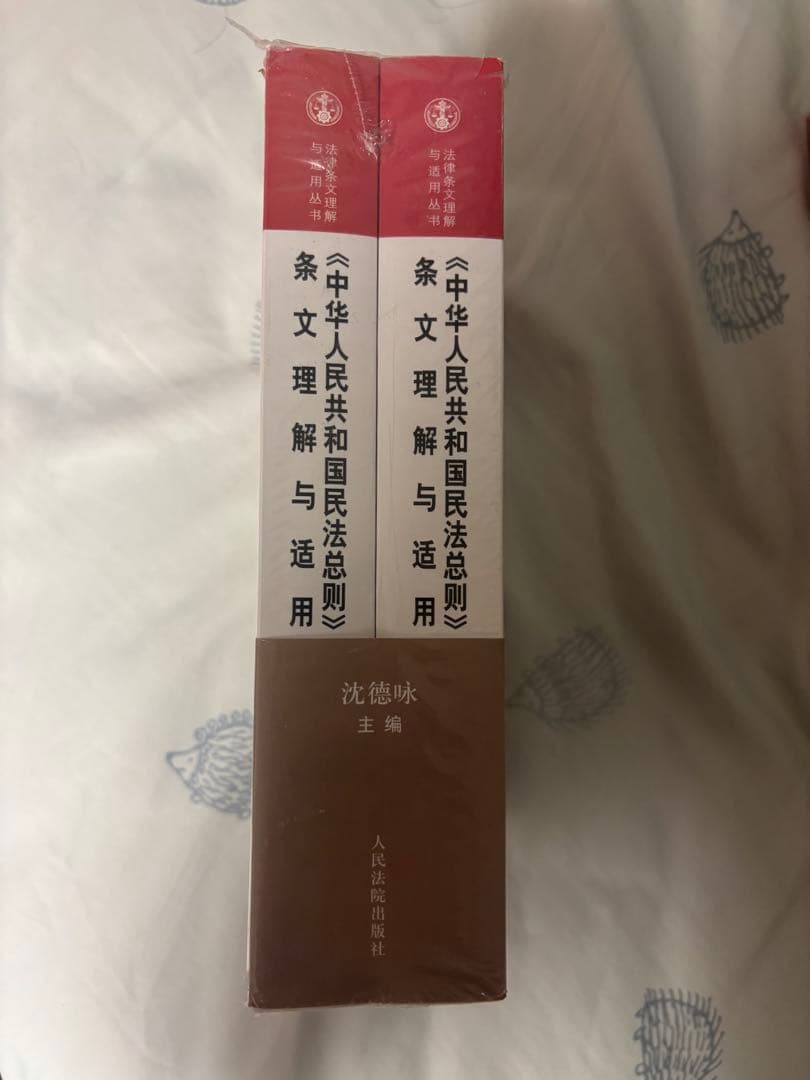 法律条文理解
与适用丛书
《中华人民共和国民法总则》
条文理解与适用
法律条文理解
与适用丛书
《中华人民共和国民法总则》
条文理解与适用
沈德咏
主编
人民法院出版社